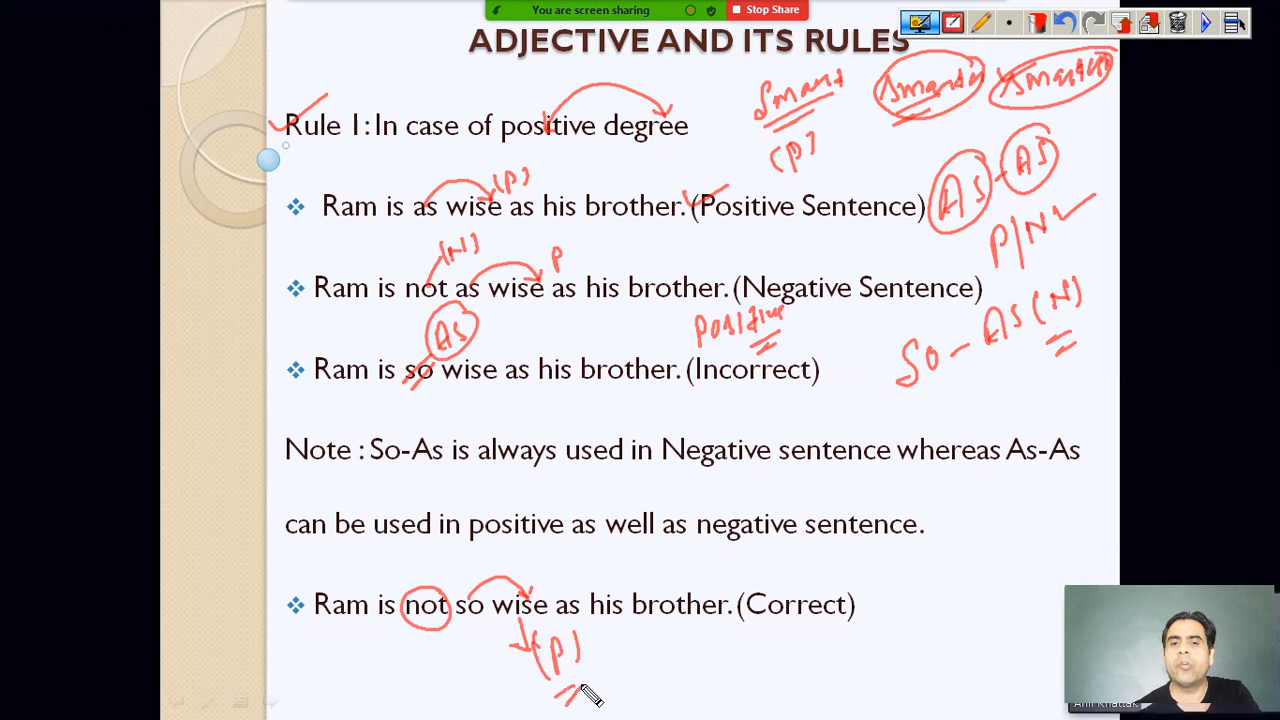 You are screen sharing
Stop Share
ADJECTIVE AND ITS RULES
Smart
(P)
Rule 1: In case of positive degree
AS - AS
(P)
Ram is as wise as his brother. (Positive Sentence)
P/N
(N) P
Ram is not as wise as his brother. (Negative Sentence)
So - AS (N)
AS Positive
Ram is so wise as his brother. (Incorrect)
Note : So-As is always used in Negative sentence whereas As-As
can be used in positive as well as negative sentence.
Ram is not so wise as his brother. (Correct)
(P)